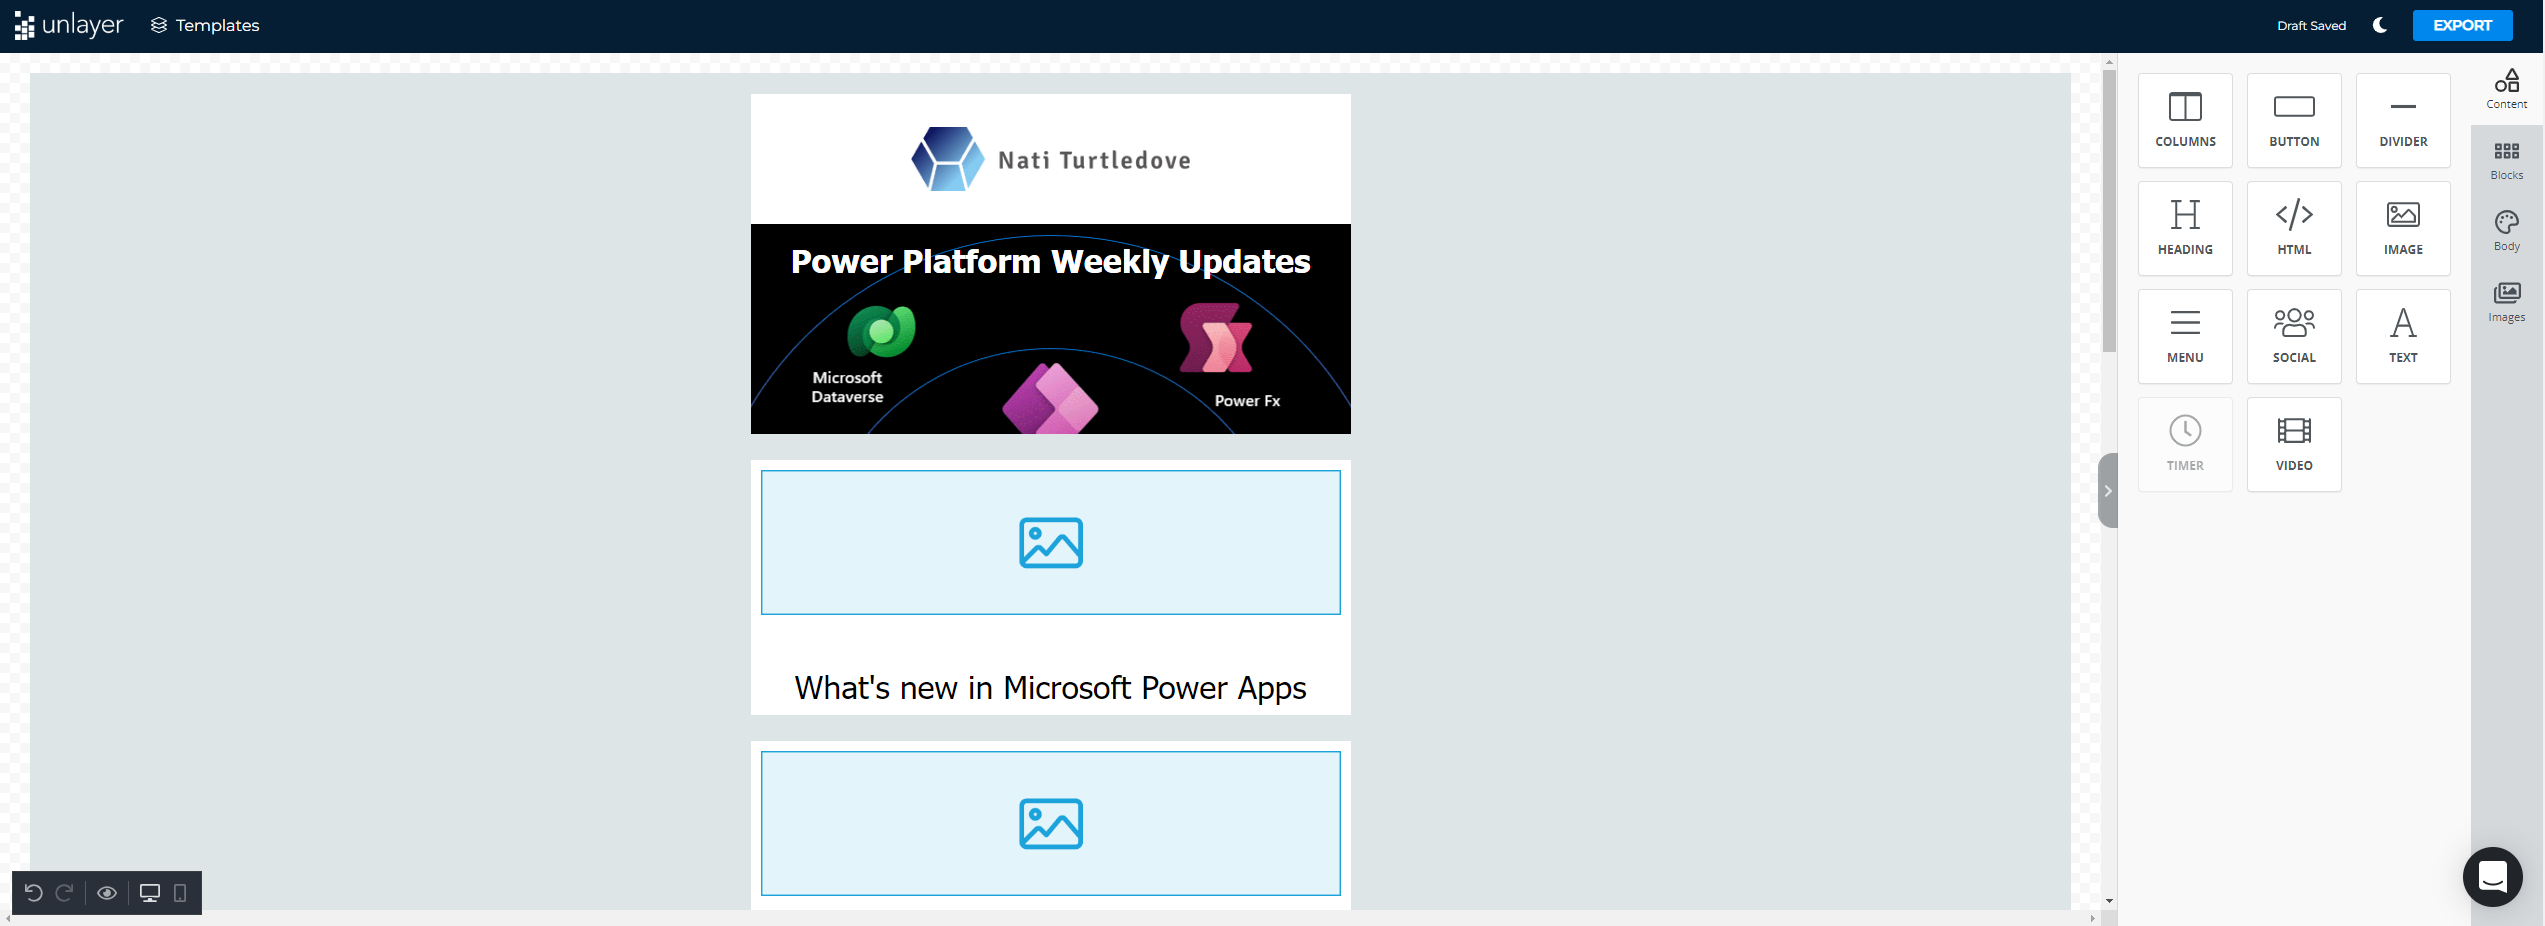 unlayer
Templates
Draft Saved
EXPORT
Nati Turtledove
Power Platform Weekly Updates
Microsoft
Dataverse
Power Fx
What's new in Microsoft Power Apps
COLUMNS
BUTTON
DIVIDER
HEADING
HTML
IMAGE
MENU
SOCIAL
TEXT
TIMER
VIDEO
Content
Blocks
Body
Images